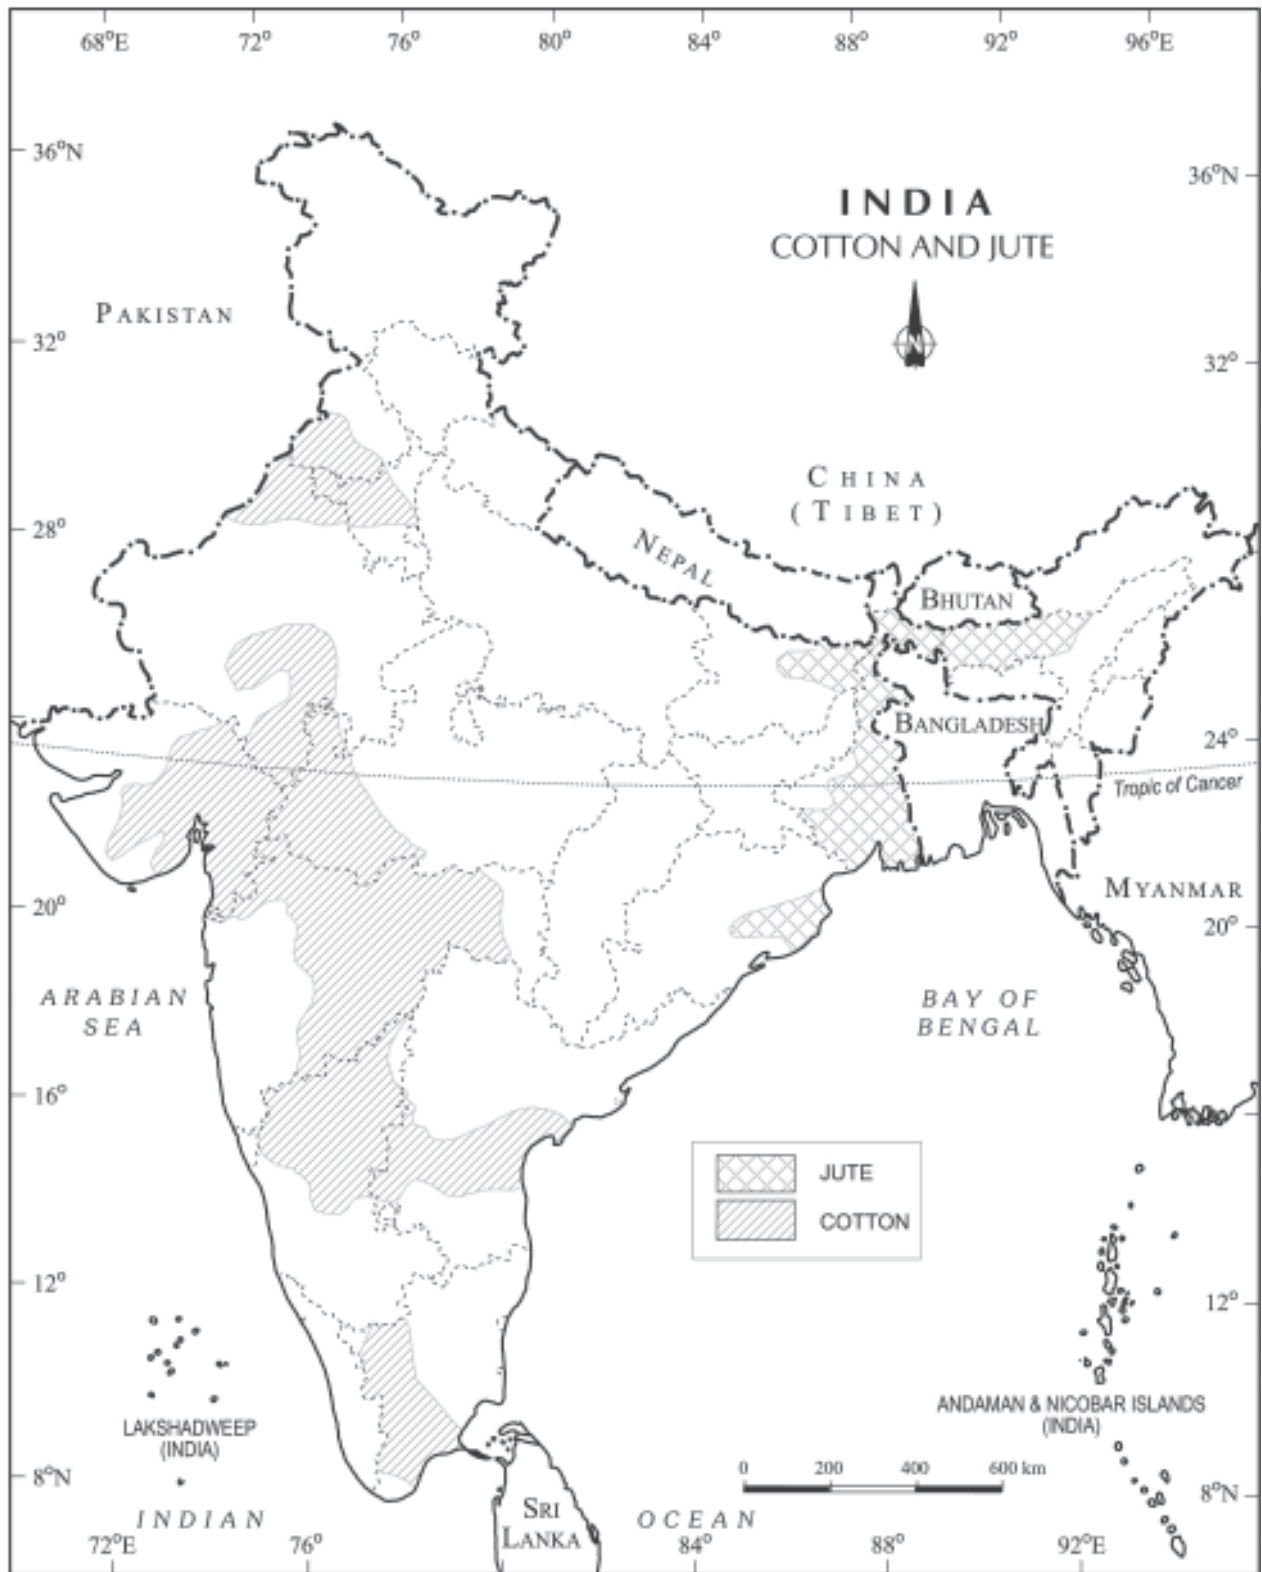 68°E 72° 76° 80° 84° 88° 92° 96°E
36°N
36°N
INDIA
COTTON AND JUTE
PAKISTAN
N
32°
32°
CHINA
(TIBET)
28°
NEPAL
BHUTAN
BANGLADESH
24°
Tropic of Cancer
MYANMAR
20°
20°
ARABIAN
SEA
BAY OF
BENGAL
16°
JUTE
COTTON
12°
12°
LAKSHADWEEP
(INDIA)
ANDAMAN & NICOBAR ISLANDS
(INDIA)
0 200 400 600 km
8°N
8°N
INDIAN
SRI
LANKA
OCEAN
72°E 76° 84° 88° 92°E